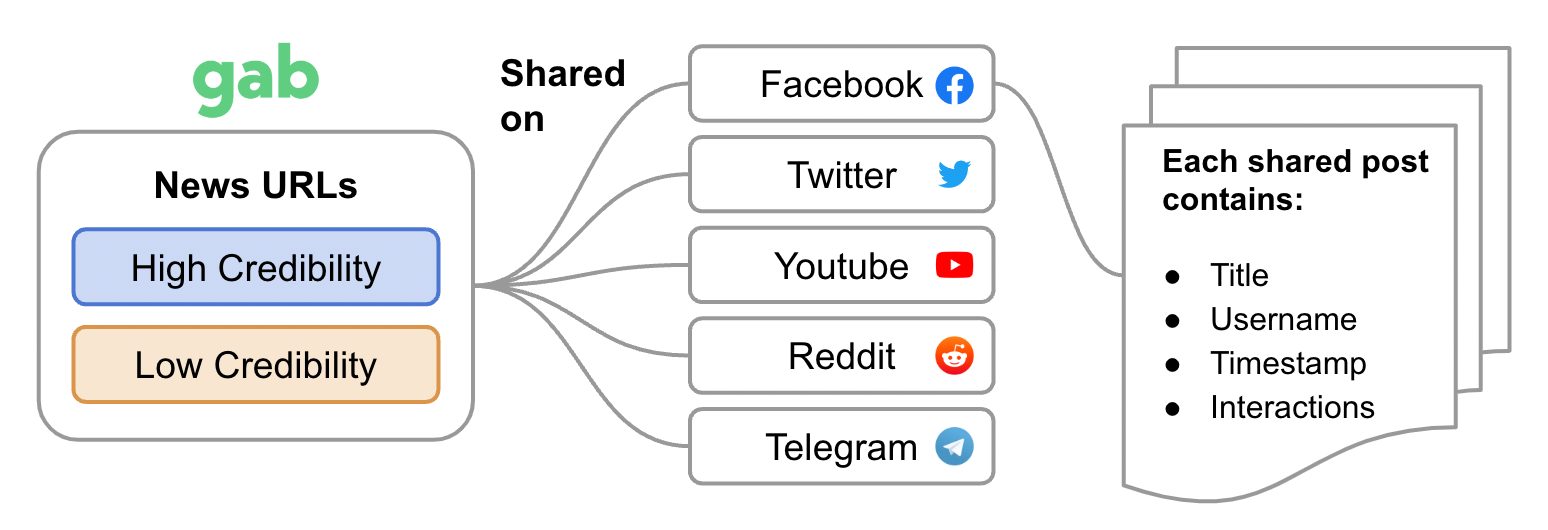 gab
News URLs
High Credibility
Low Credibility
Shared
on
Facebook
Twitter
Youtube
Reddit
Telegram
Each shared post
contains:
● Title
● Username
● Timestamp
● Interactions